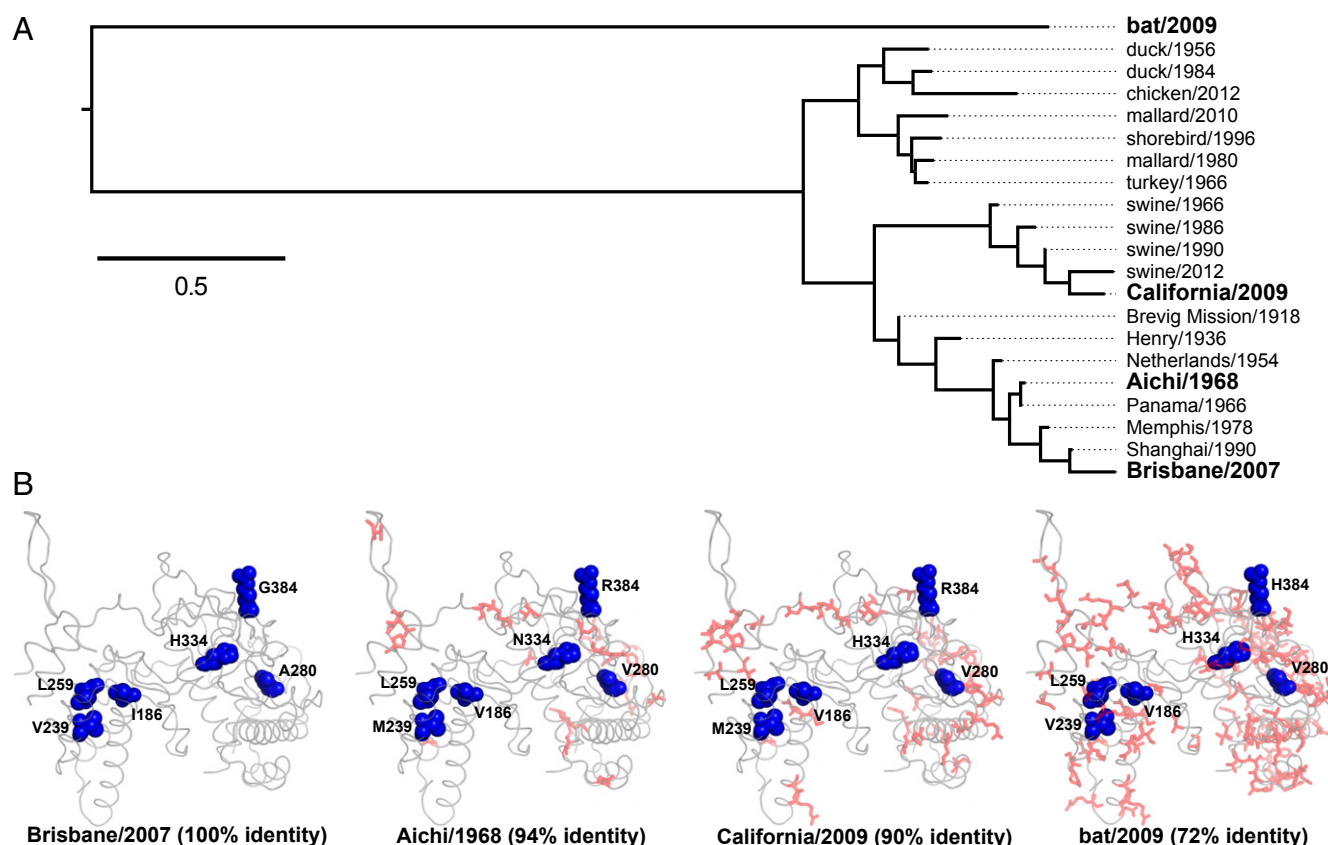 A
bat/2009
duck/1956
duck/1984
chicken/2012
mallard/2010
shorebird/1996
mallard/1980
turkey/1966
swine/1966
swine/1986
swine/1990
swine/2012
California/2009
Brevig Mission/1918
Henry/1936
Netherlands/1954
Aichi/1968
Panama/1966
Memphis/1978
Shanghai/1990
Brisbane/2007
0.5
B
G384
H334
A280
L259
I186
V239
Brisbane/2007 (100% identity)
R384
N334
V280
L259
V186
M239
Aichi/1968 (94% identity)
R384
H334
V280
L259
V186
M239
California/2009 (90% identity)
H384
H334
V280
L259
V186
V239
bat/2009 (72% identity)